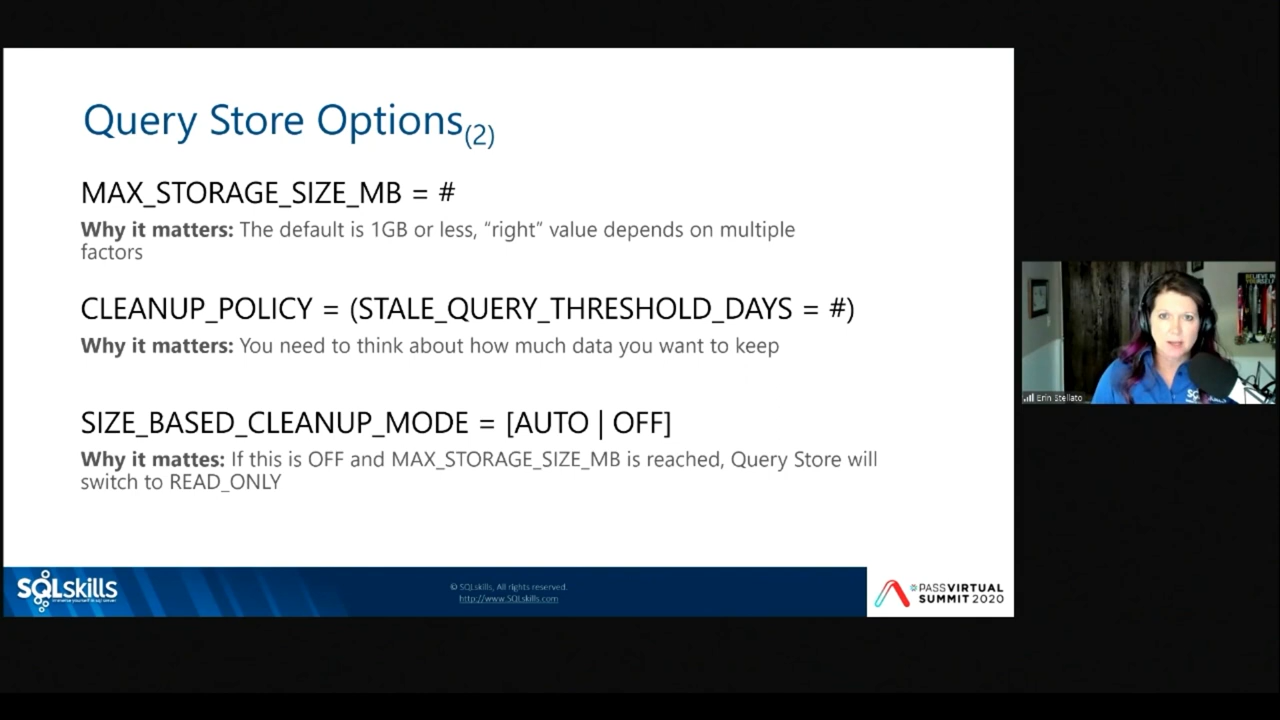 Query Store Options(2)
MAX_STORAGE_SIZE_MB = #
Why it matters: The default is 1GB or less, “right” value depends on multiple
factors
CLEANUP_POLICY = (STALE_QUERY_THRESHOLD_DAYS = #)
Why it matters: You need to think about how much data you want to keep
SIZE_BASED_CLEANUP_MODE = [AUTO | OFF]
Why it mattes: If this is OFF and MAX_STORAGE_SIZE_MB is reached, Query Store will
switch to READ_ONLY
BELIEVE IN
YOURSELF
Erin Stellato
SQLskills
© SQLskills, All rights reserved.
http://www.SQLskills.com
PASS VIRTUAL
SUMMIT 2020